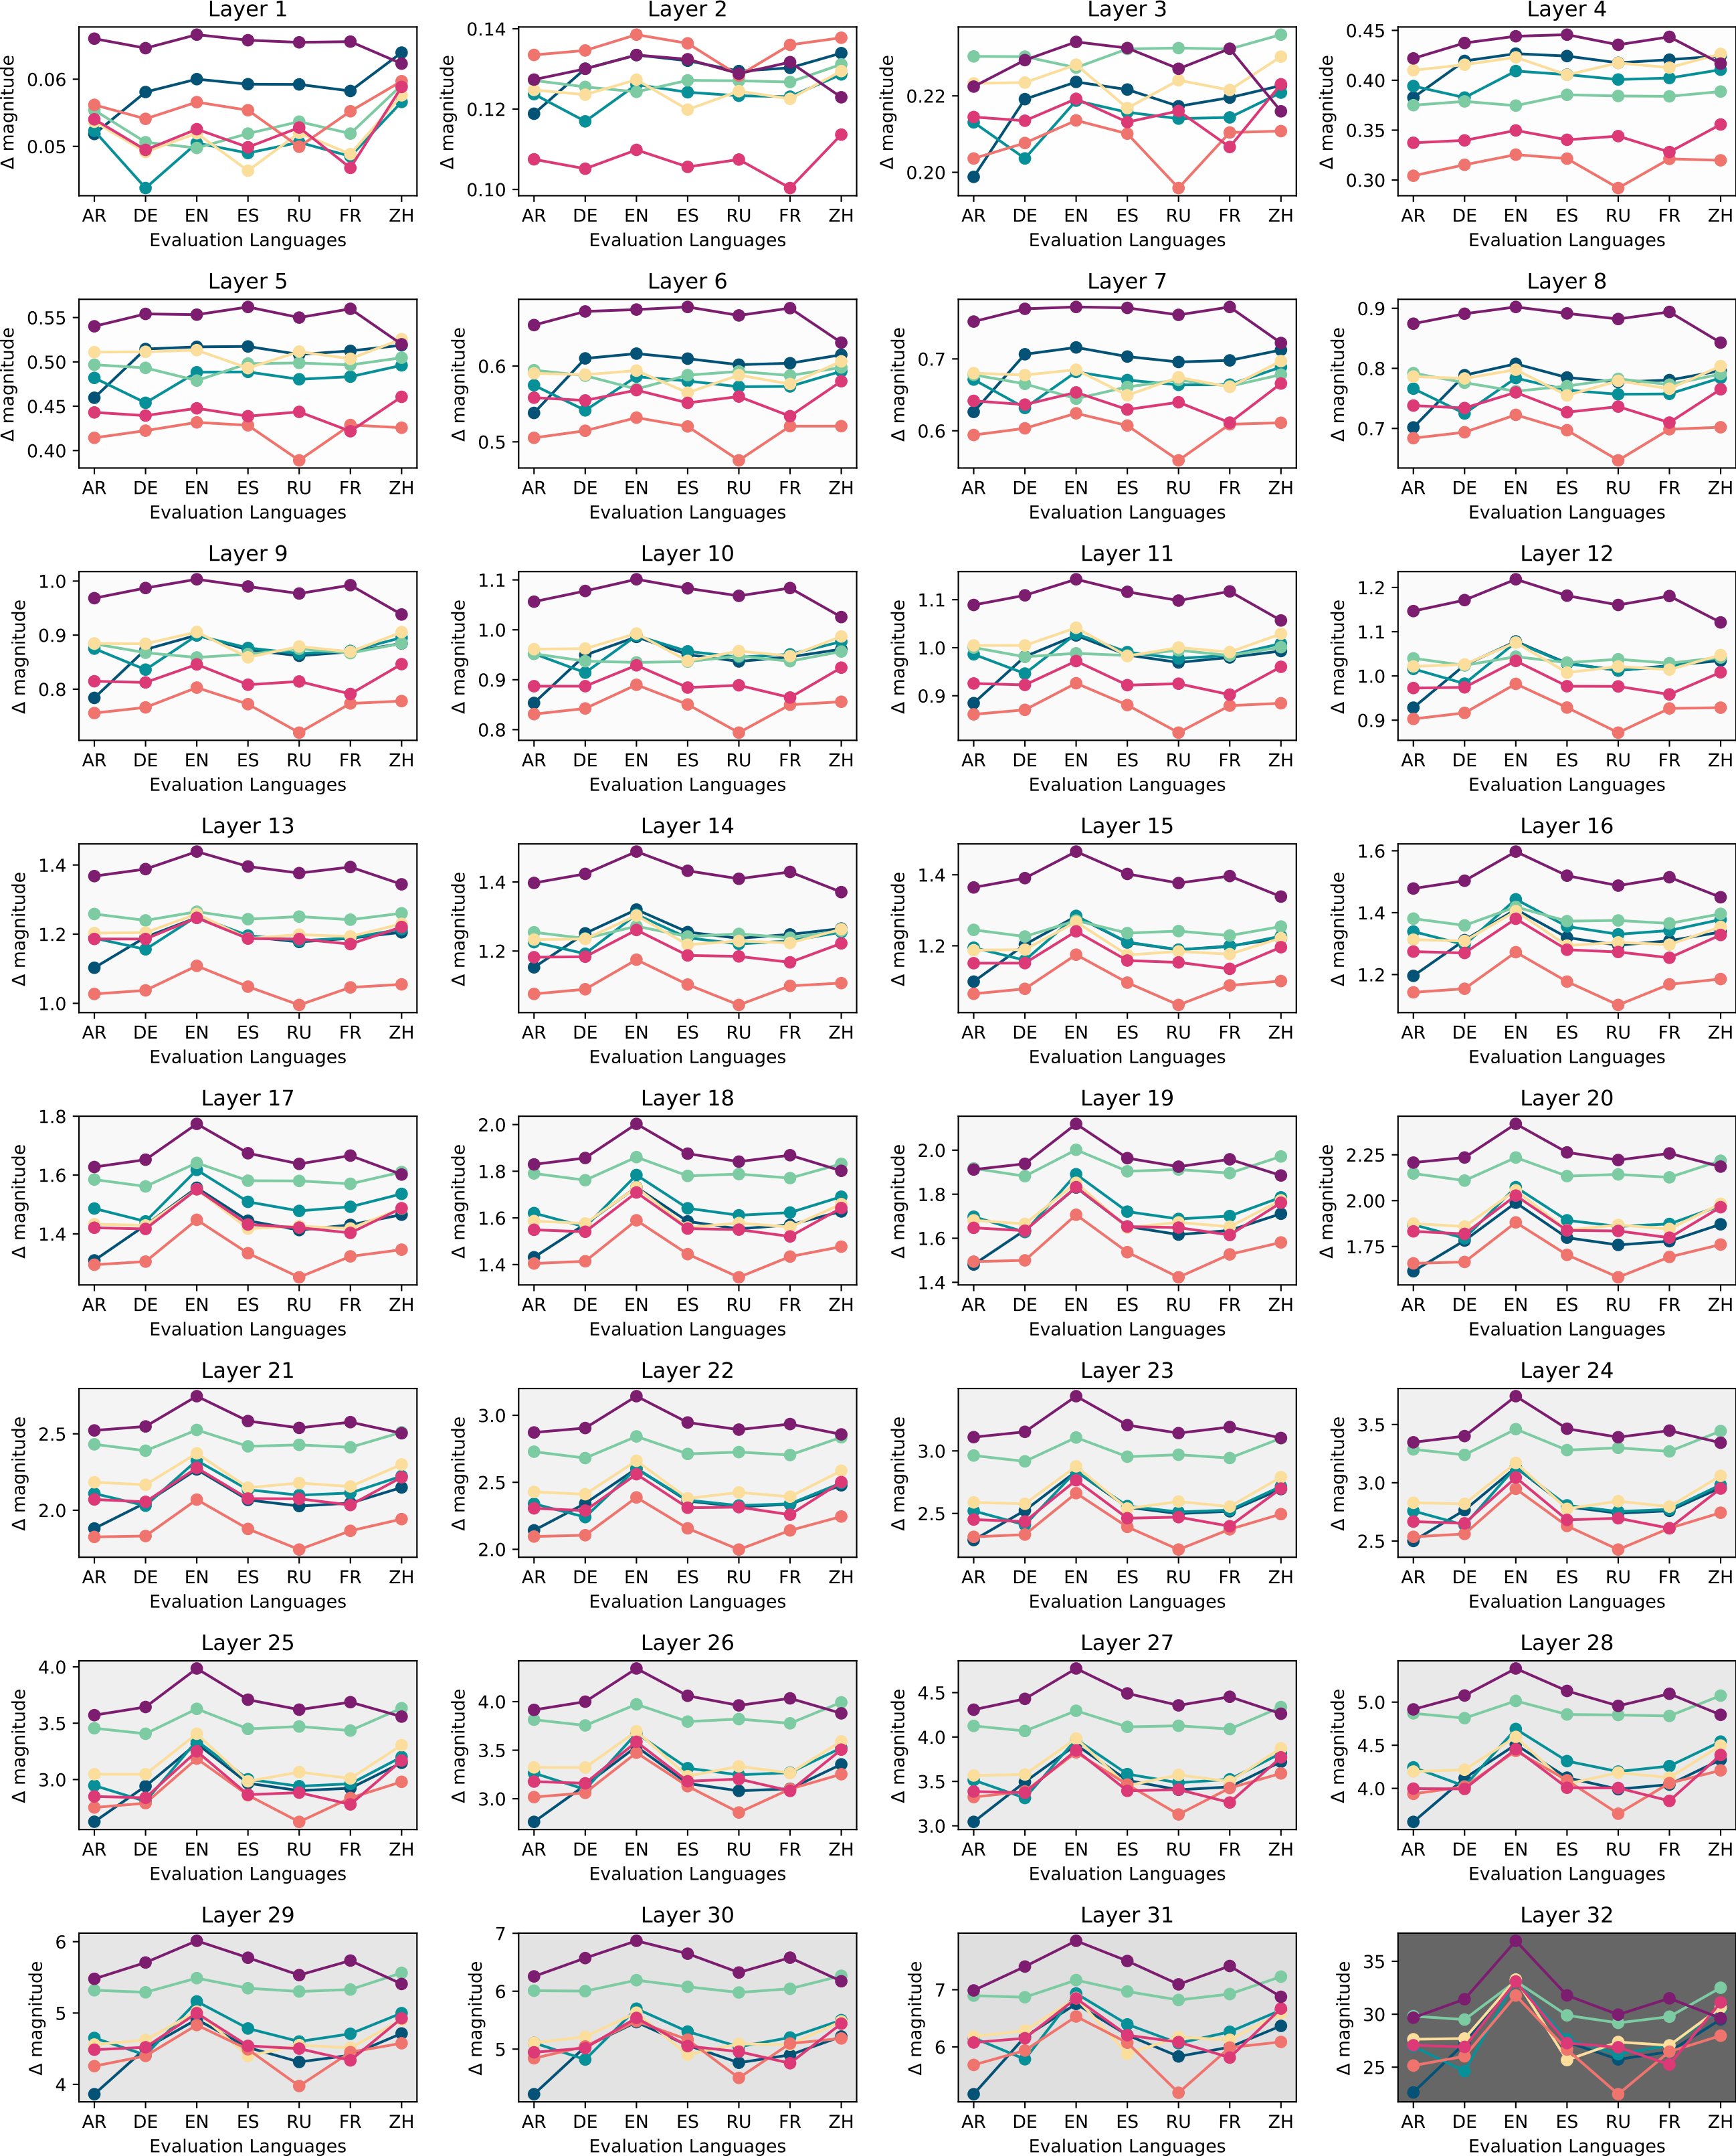 Layer 1 Layer 2 Layer 3 Layer 4
Δ magnitude 0.06 0.05
Δ magnitude 0.14 0.12 0.10
Δ magnitude 0.22 0.20
Δ magnitude 0.45 0.40 0.35 0.30
AR DE EN ES RU FR ZH AR DE EN ES RU FR ZH AR DE EN ES RU FR ZH AR DE EN ES RU FR ZH
Evaluation Languages Evaluation Languages Evaluation Languages Evaluation Languages
Layer 5 Layer 6 Layer 7 Layer 8
Δ magnitude 0.55 0.50 0.45 0.40
Δ magnitude 0.6 0.5
Δ magnitude 0.7 0.6
Δ magnitude 0.9 0.8 0.7
AR DE EN ES RU FR ZH AR DE EN ES RU FR ZH AR DE EN ES RU FR ZH AR DE EN ES RU FR ZH
Evaluation Languages Evaluation Languages Evaluation Languages Evaluation Languages
Layer 9 Layer 10 Layer 11 Layer 12
Δ magnitude 1.0 0.9 0.8
Δ magnitude 1.1 1.0 0.9 0.8
Δ magnitude 1.1 1.0 0.9
Δ magnitude 1.2 1.1 1.0 0.9
AR DE EN ES RU FR ZH AR DE EN ES RU FR ZH AR DE EN ES RU FR ZH AR DE EN ES RU FR ZH
Evaluation Languages Evaluation Languages Evaluation Languages Evaluation Languages
Layer 13 Layer 14 Layer 15 Layer 16
Δ magnitude 1.4 1.2 1.0
Δ magnitude 1.4 1.2
Δ magnitude 1.4 1.2
Δ magnitude 1.6 1.4 1.2
AR DE EN ES RU FR ZH AR DE EN ES RU FR ZH AR DE EN ES RU FR ZH AR DE EN ES RU FR ZH
Evaluation Languages Evaluation Languages Evaluation Languages Evaluation Languages
Layer 17 Layer 18 Layer 19 Layer 20
Δ magnitude 1.8 1.6 1.4
Δ magnitude 2.0 1.8 1.6 1.4
Δ magnitude 2.0 1.8 1.6 1.4
Δ magnitude 2.25 2.00 1.75
AR DE EN ES RU FR ZH AR DE EN ES RU FR ZH AR DE EN ES RU FR ZH AR DE EN ES RU FR ZH
Evaluation Languages Evaluation Languages Evaluation Languages Evaluation Languages
Layer 21 Layer 22 Layer 23 Layer 24
Δ magnitude 2.5 2.0
Δ magnitude 3.0 2.5 2.0
Δ magnitude 3.0 2.5
Δ magnitude 3.5 3.0 2.5
AR DE EN ES RU FR ZH AR DE EN ES RU FR ZH AR DE EN ES RU FR ZH AR DE EN ES RU FR ZH
Evaluation Languages Evaluation Languages Evaluation Languages Evaluation Languages
Layer 25 Layer 26 Layer 27 Layer 28
Δ magnitude 4.0 3.5 3.0
Δ magnitude 4.0 3.5 3.0
Δ magnitude 4.5 4.0 3.5 3.0
Δ magnitude 5.0 4.5 4.0
AR DE EN ES RU FR ZH AR DE EN ES RU FR ZH AR DE EN ES RU FR ZH AR DE EN ES RU FR ZH
Evaluation Languages Evaluation Languages Evaluation Languages Evaluation Languages
Layer 29 Layer 30 Layer 31 Layer 32
Δ magnitude 6 5 4
Δ magnitude 7 6 5
Δ magnitude 7 6
Δ magnitude 35 30 25
AR DE EN ES RU FR ZH AR DE EN ES RU FR ZH AR DE EN ES RU FR ZH AR DE EN ES RU FR ZH
Evaluation Languages Evaluation Languages Evaluation Languages Evaluation Languages